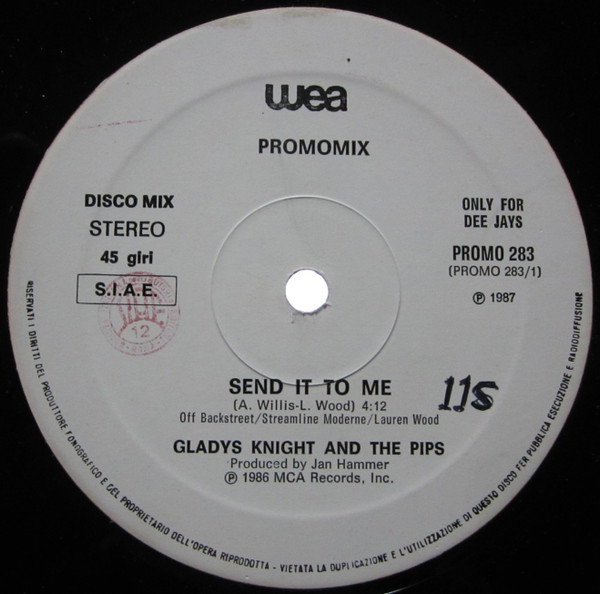 wea
PROMOMIX
DISCO MIX
STEREO
45 giri
S.I.A.E.
12
ONLY FOR
DEE JAYS
PROMO 283
(PROMO 283/1)
℗ 1987
SEND IT TO ME
(A. Willis-L. Wood) 4:12
Off Backstreet/Streamline Moderne/Lauren Wood
11s
GLADYS KNIGHT AND THE PIPS
Produced by Jan Hammer
℗ 1986 MCA Records, Inc.
RISERVATI I DIRITTI DEL PRODUTTORE FONOGRAFICO E DEL PROPRIETARIO DELL'OPERA RIPRODOTTA - VIETATA LA DUPLICAZIONE E L'UTILIZZAZIONE DI QUESTO DISCO PER PUBBLICA ESECUZIONE E RADIODIFFUSIONE